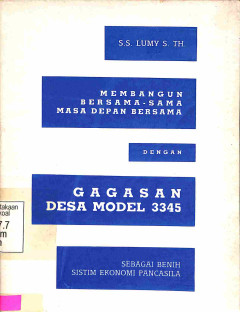 S.S. LUMY S. TH
MEMBANGUN
BERSAMA-SAMA
MASA DEPAN BERSAMA
DENGAN
GAGASAN
DESA MODEL 3345
SEBAGAI BENIH
SISTIM EKONOMI PANCASILA